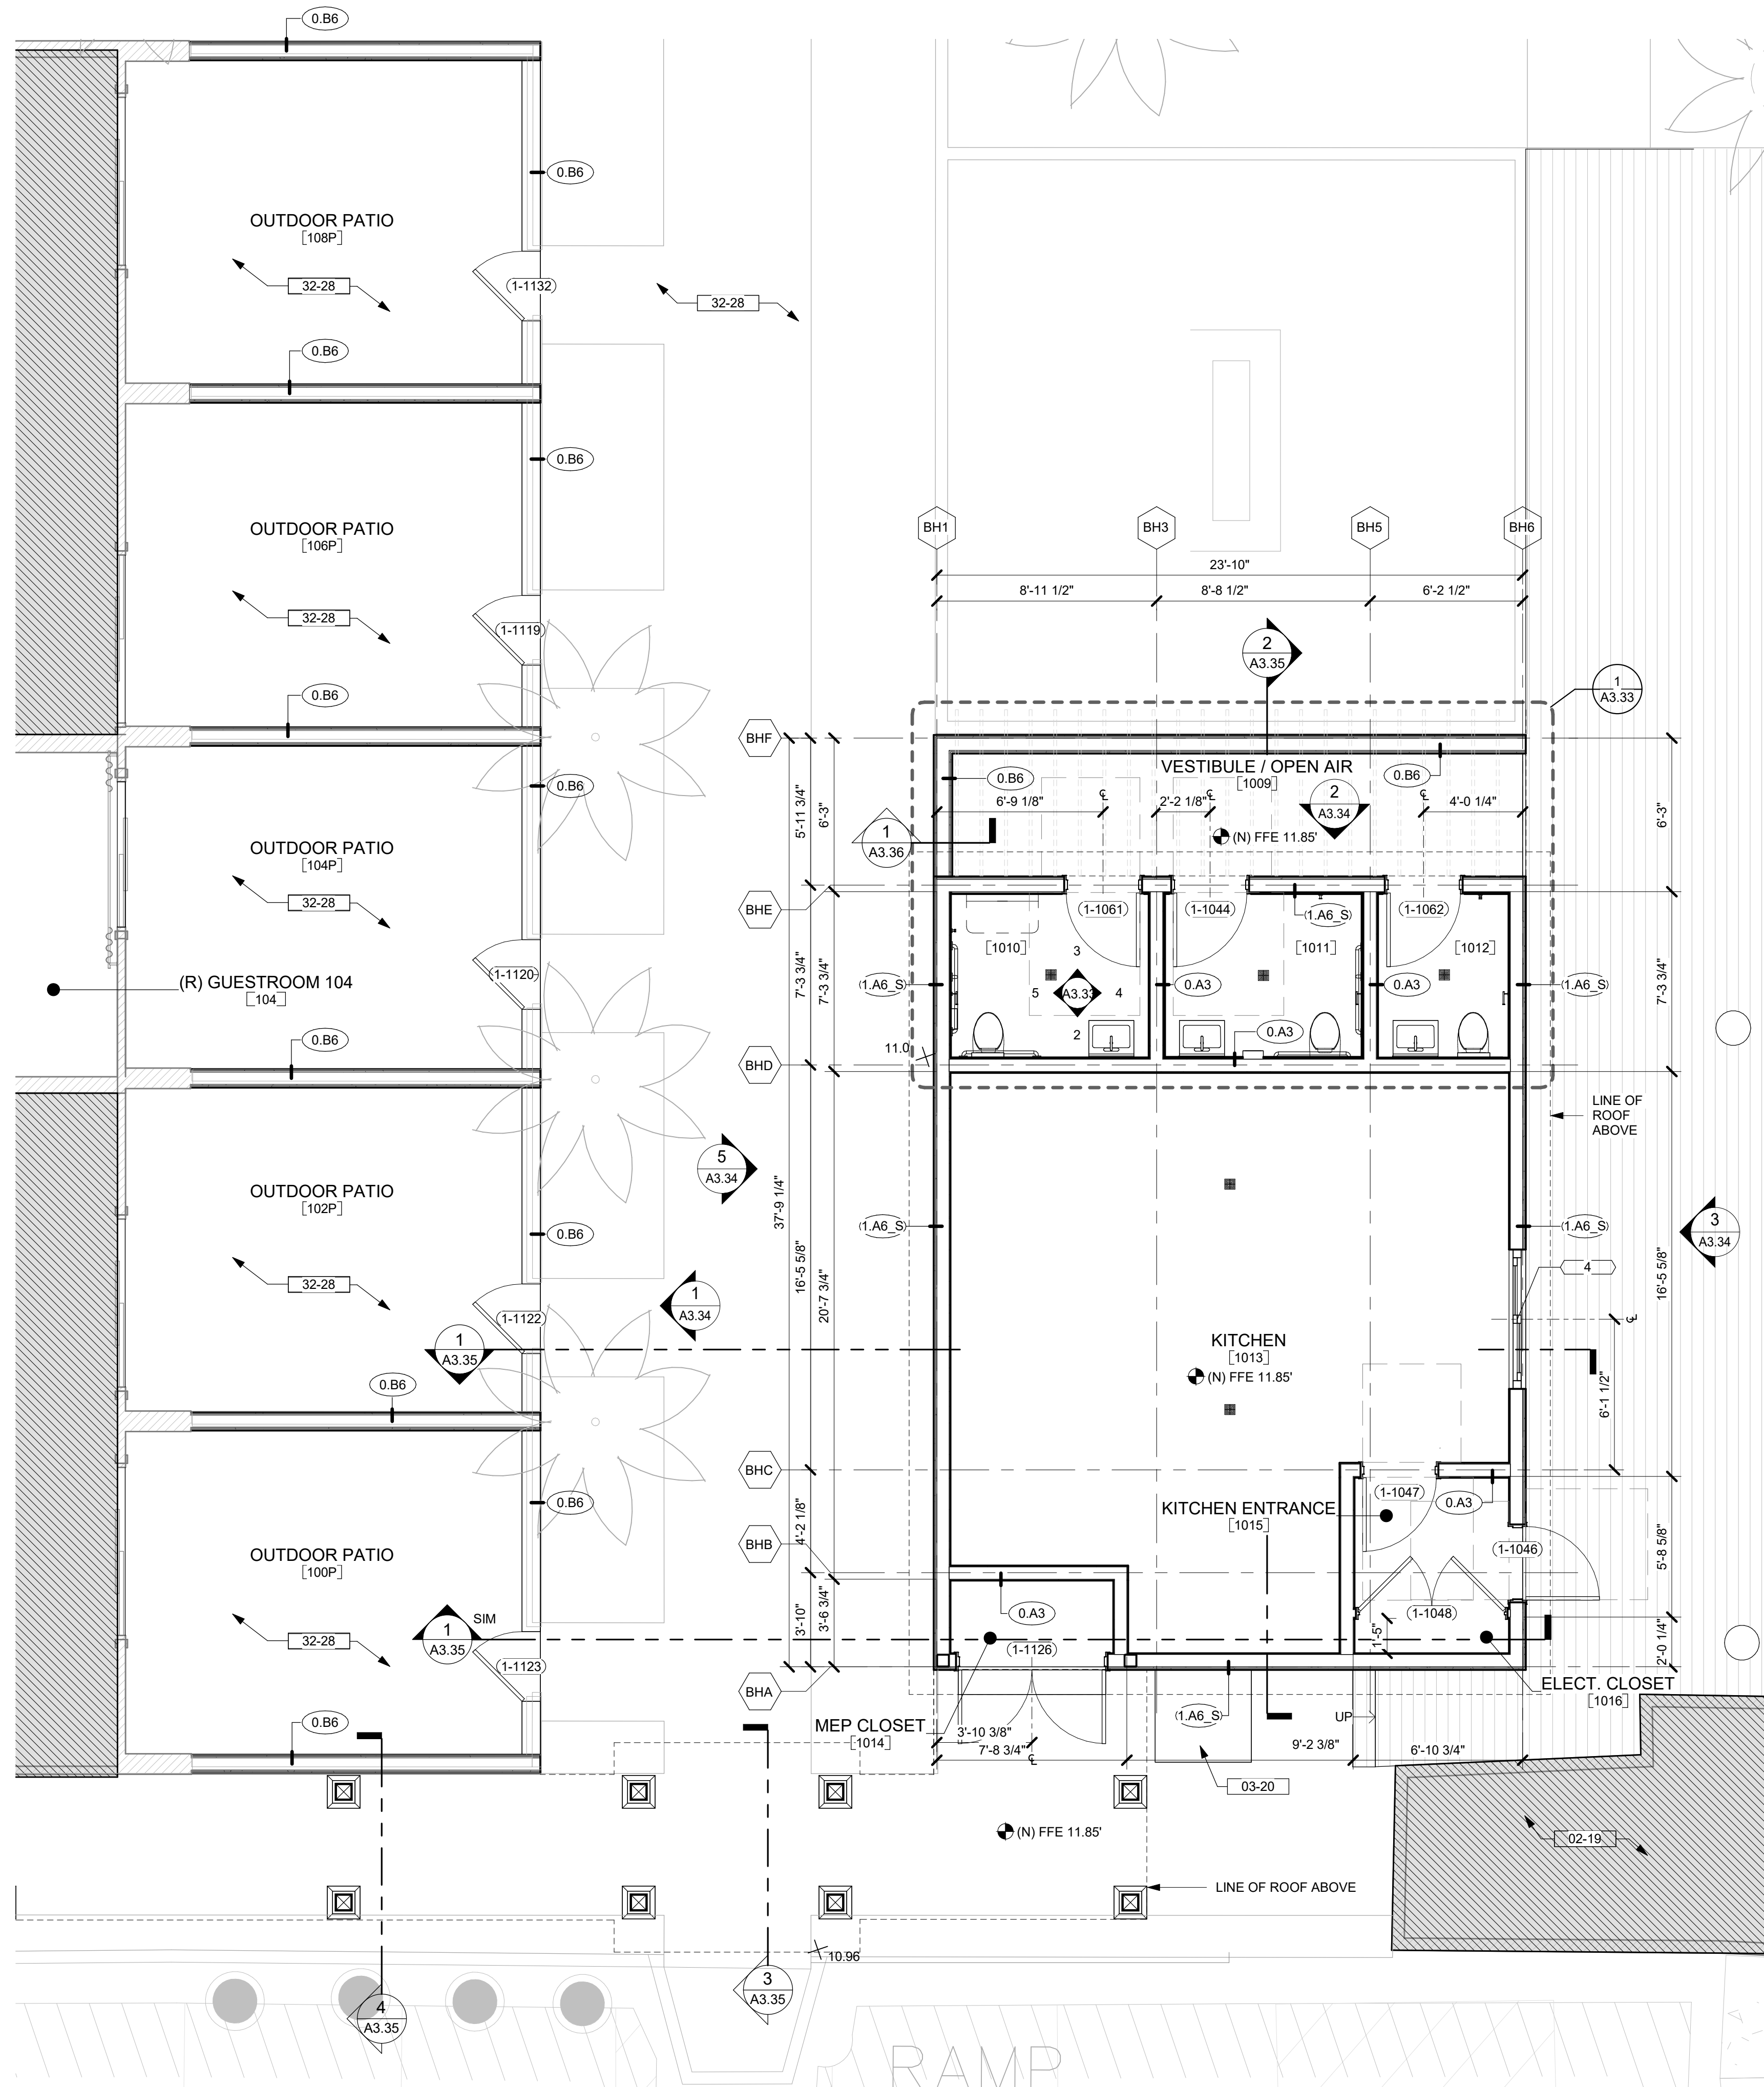 0.B6
0.B6
OUTDOOR PATIO
[108P]
32-28
(1-1132)
32-28
0.B6
0.B6
OUTDOOR PATIO
[106P]
32-28
(1-1119)
0.B6
0.B6
OUTDOOR PATIO
[104P]
32-28
(1-1120)
(R) GUESTROOM 104
[104]
0.B6
OUTDOOR PATIO
[102P]
0.B6
32-28
(1-1122)
1
A3.35
0.B6
0.B6
OUTDOOR PATIO
[100P]
32-28
1
A3.35
SIM
(1-1123)
0.B6
5
A3.34
1
A3.34
BH1
BH3
BH5
BH6
23'-10"
8'-11 1/2"
8'-8 1/2"
6'-2 1/2"
2
A3.35
1
A3.33
BHF
BHE
BHD
BHC
BHB
BHA
5'-11 3/4"
6'-3"
7'-3 3/4"
7'-3 3/4"
37'-9 1/4"
16'-5 5/8"
20'-7 3/4"
4'-2 1/8"
3'-10"
3'-6 3/4"
VESTIBULE / OPEN AIR
[1009]
0.B6
0.B6
6'-9 1/8"
2'-2 1/8"
4'-0 1/4"
2
A3.34
1
A3.36
(N) FFE 11.85'
(1-1061)
(1-1044)
(1-1062)
(1.A6_S)
[1010]
[1011]
[1012]
3
5
A3.33
4
2
(1.A6_S)
0.A3
0.A3
(1.A6_S)
0.A3
11.0
6'-3"
7'-3 3/4"
LINE OF
ROOF
ABOVE
(1.A6_S)
(1.A6_S)
3
A3.34
4
16'-5 5/8"
6'-1 1/2"
KITCHEN
[1013]
(N) FFE 11.85'
(1-1047)
0.A3
KITCHEN ENTRANCE
[1015]
(1-1046)
5'-8 5/8"
(1-1048)
1'-5"
2'-0 1/4"
0.A3
(1-1126)
ELECT. CLOSET
[1016]
MEP CLOSET
[1014]
3'-10 3/8"
7'-8 3/4"
(1.A6_S)
UP
9'-2 3/8"
6'-10 3/4"
03-20
02-19
(N) FFE 11.85'
LINE OF ROOF ABOVE
10.96
3
A3.35
4
A3.35
RAMP